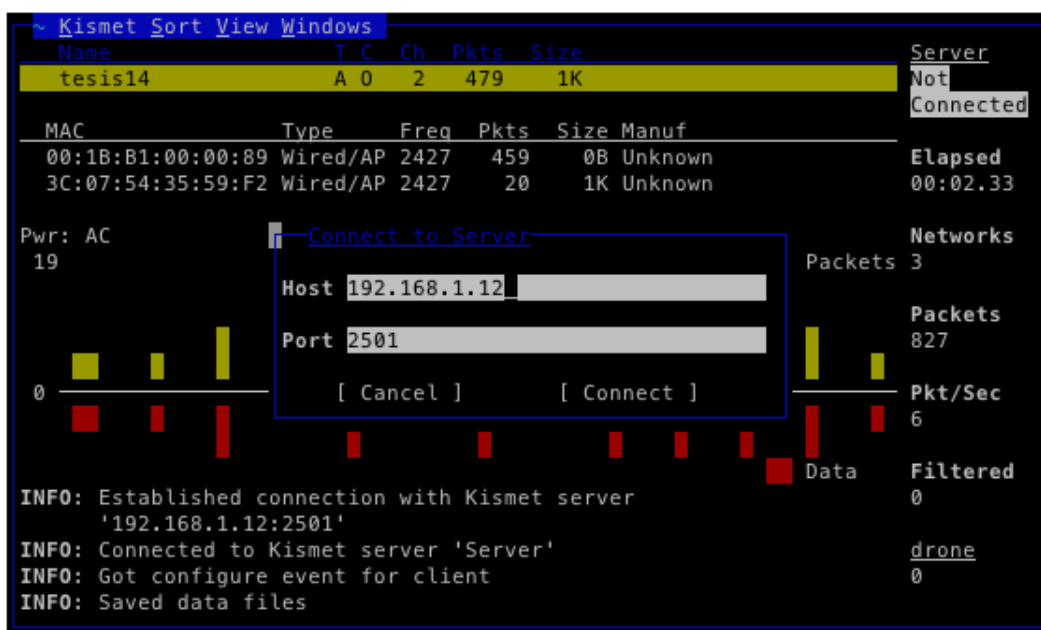 ~ Kismet Sort View Windows
Name T C Ch Pkts Size
Server
tesis14 A O 2 479 1K
Not
Connected
MAC Type Freq Pkts Size Manuf
00:1B:B1:00:00:89 Wired/AP 2427 459 0B Unknown
Elapsed
3C:07:54:35:59:F2 Wired/AP 2427 20 1K Unknown
00:02.33
Pwr: AC
Connect to Server
Networks
19
Packets 3
Host 192.168.1.12_
Packets
Port 2501
827
0
[ Cancel ] [ Connect ]
Pkt/Sec
6
Data
Filtered
INFO: Established connection with Kismet server
0
'192.168.1.12:2501'
INFO: Connected to Kismet server 'Server'
drone
INFO: Got configure event for client
0
INFO: Saved data files